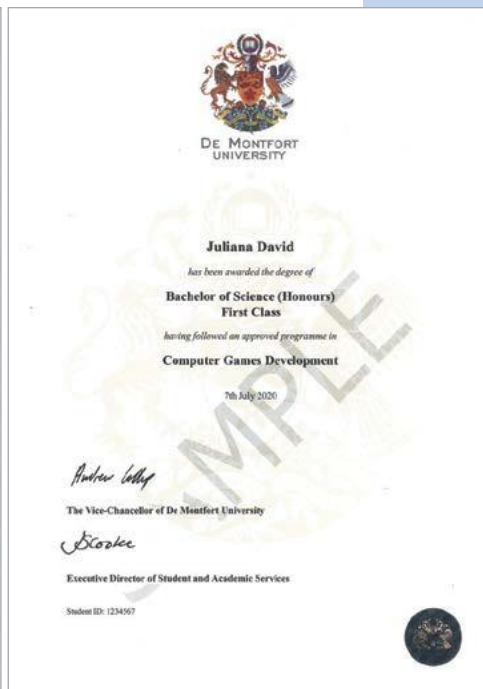 DE MONTFORT
UNIVERSITY
Juliana David
has been awarded the degree of
Bachelor of Science (Honours)
First Class
having followed an approved programme in
Computer Games Development
7th July 2020
The Vice-Chancellor of De Montfort University
Executive Director of Student and Academic Services
Student ID: 1234567